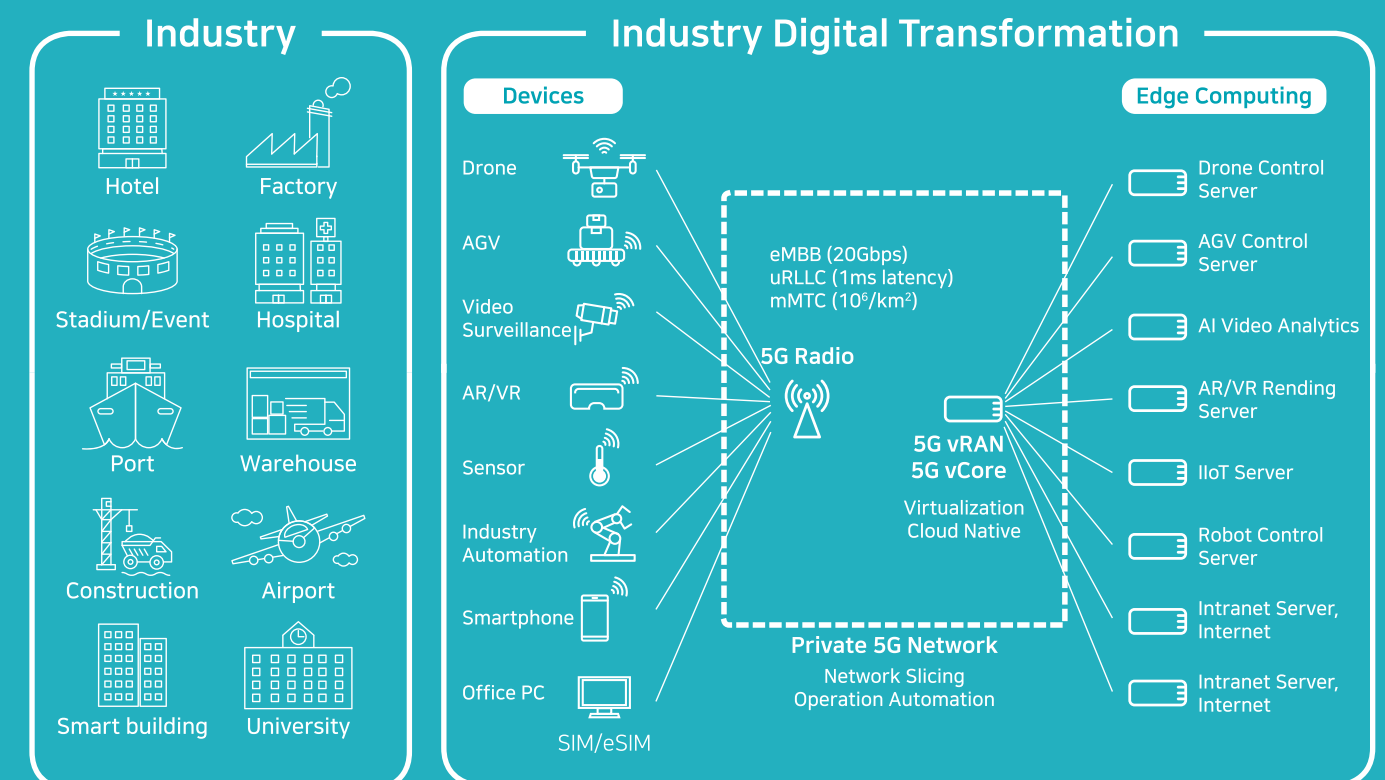 Industry
Hotel
Factory
Stadium/Event
Hospital
Port
Warehouse
Construction
Airport
Smart building
University
Industry Digital Transformation
Devices
Drone
AGV
Video
Surveillance
AR/VR
Sensor
Industry
Automation
Smartphone
Office PC
SIM/eSIM
eMBB (20Gbps)
uRLLC (1ms latency)
mMTC (10⁶/km²)
5G Radio
5G vRAN
5G vCore
Virtualization
Cloud Native
Private 5G Network
Network Slicing
Operation Automation
Edge Computing
Drone Control
Server
AGV Control
Server
AI Video Analytics
AR/VR Rending
Server
IIoT Server
Robot Control
Server
Intranet Server,
Internet
Intranet Server,
Internet